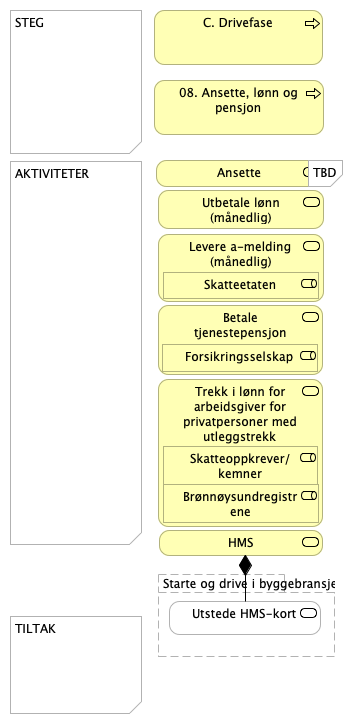 STEG
C. Drivefase
08. Ansette, lønn og
pensjon
AKTIVITETER
Ansette
TBD
Utbetale lønn
(månedlig)
Levere a-melding
(månedlig)
Skatteetaten
Betale
tjenestepensjon
Forsikringsselskap
Trekk i lønn for
arbeidsgiver for
privatpersoner med
utleggstrekk
Skatteoppkrever/
kemner
Brønnøysundregistr
ene
HMS
Starte og drive i byggebransje
Utstede HMS-kort
TILTAK